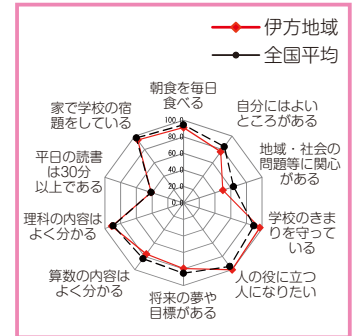 伊方地域
全国平均
朝食を毎日
食べる
自分にはよい
ところがある
地域・社会の
問題等に関心
がある
学校のきま
りを守って
いる
人の役に立つ
人になりたい
将来の夢や
目標がある
算数の内容は
よく分かる
理科の内容は
よく分かる
平日の読書
は30分
以上である
家で学校の宿
題をしている
100.0
80.0
60.0
40.0
20.0
0.0